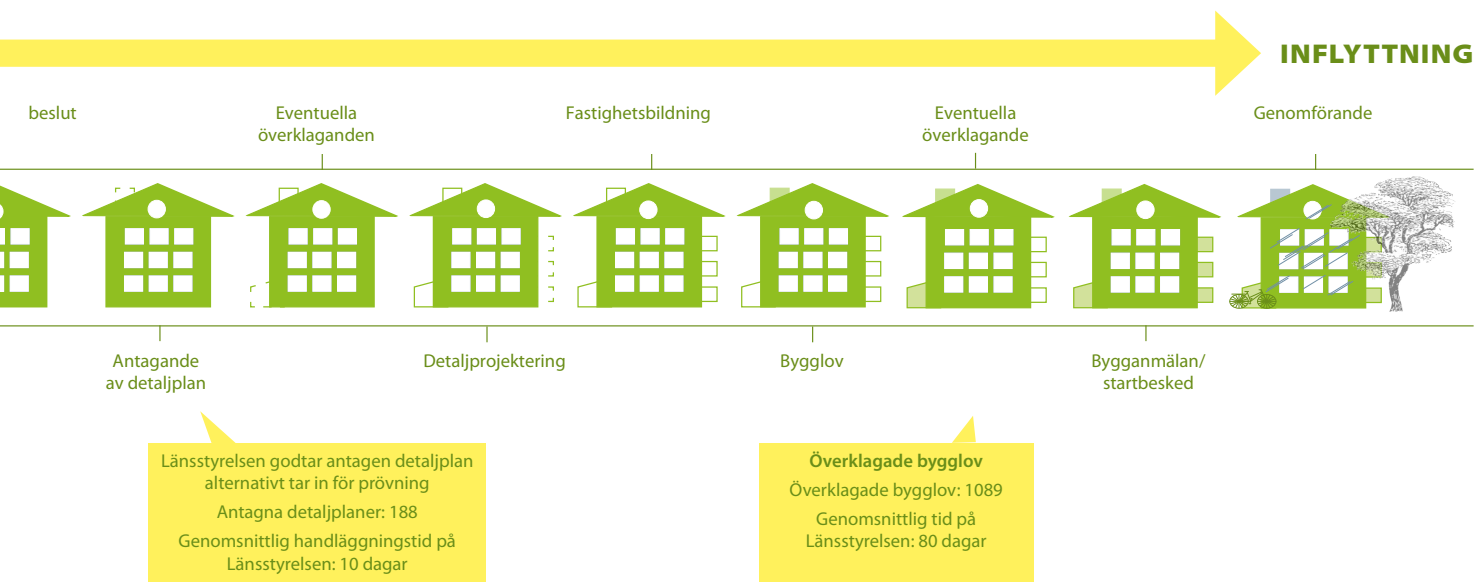 INFLYTTNING
beslut
Eventuella
överklaganden
Fastighetsbildning
Eventuella
överklagande
Genomförande
Antagande
av detaljplan
Detaljprojektering
Bygglov
Bygganmälan/
startbesked
Länsstyrelsen godtar antagen detaljplan
alternativt tar in för prövning
Antagna detaljplaner: 188
Genomsnittlig handläggningstid på
Länsstyrelsen: 10 dagar
Överklagade bygglov
Överklagade bygglov: 1089
Genomsnittlig tid på
Länsstyrelsen: 80 dagar